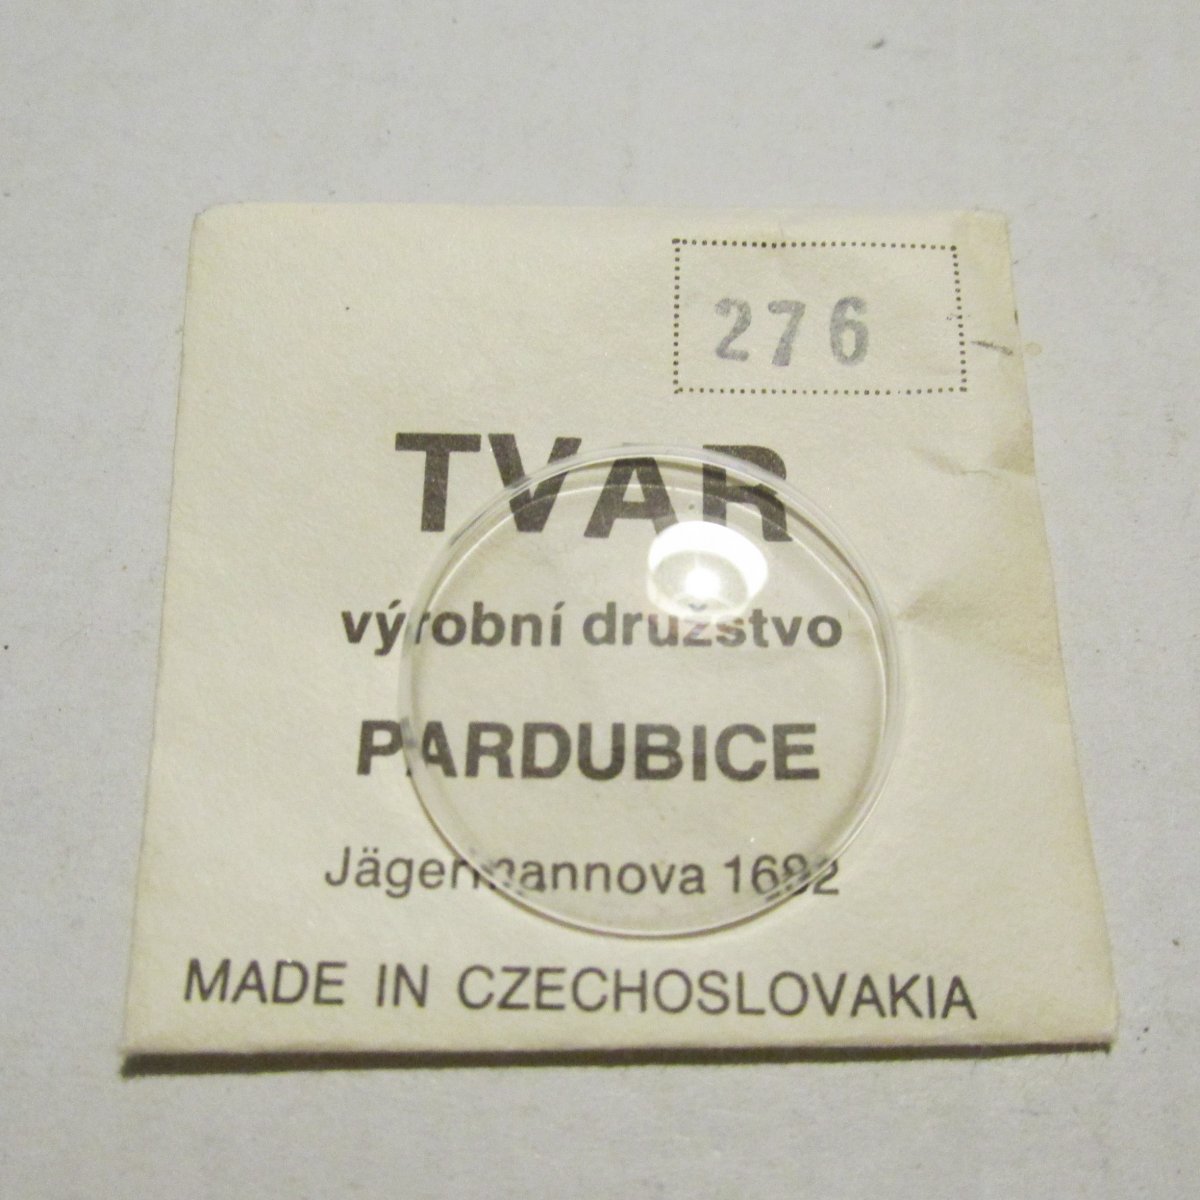 276
TVAR
výrobní družstvo
PARDUBICE
Jägermannova 1682
MADE IN CZECHOSLOVAKIA